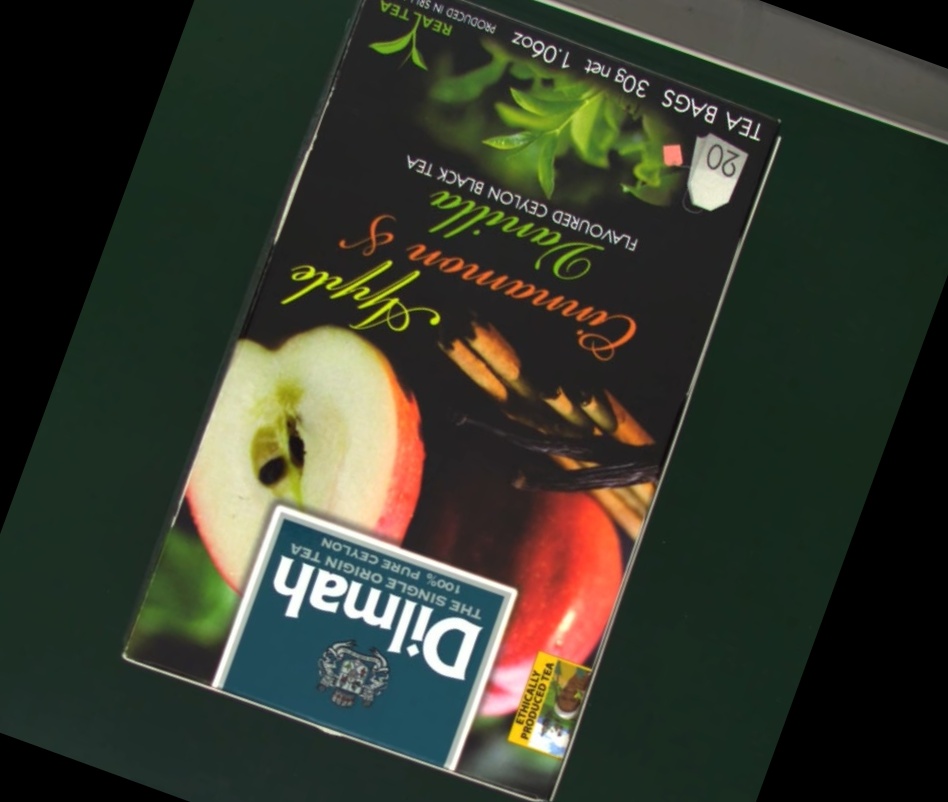 Dilmah
THE SINGLE ORIGIN TEA
100% PURE CEYLON
ETHICALLY
PRODUCED TEA
Apple
Cinnamon &
Vanilla
FLAVOURED CEYLON BLACK TEA
20
TEA BAGS 30g net 1.06oz
PRODUCED IN SRI
REAL TEA